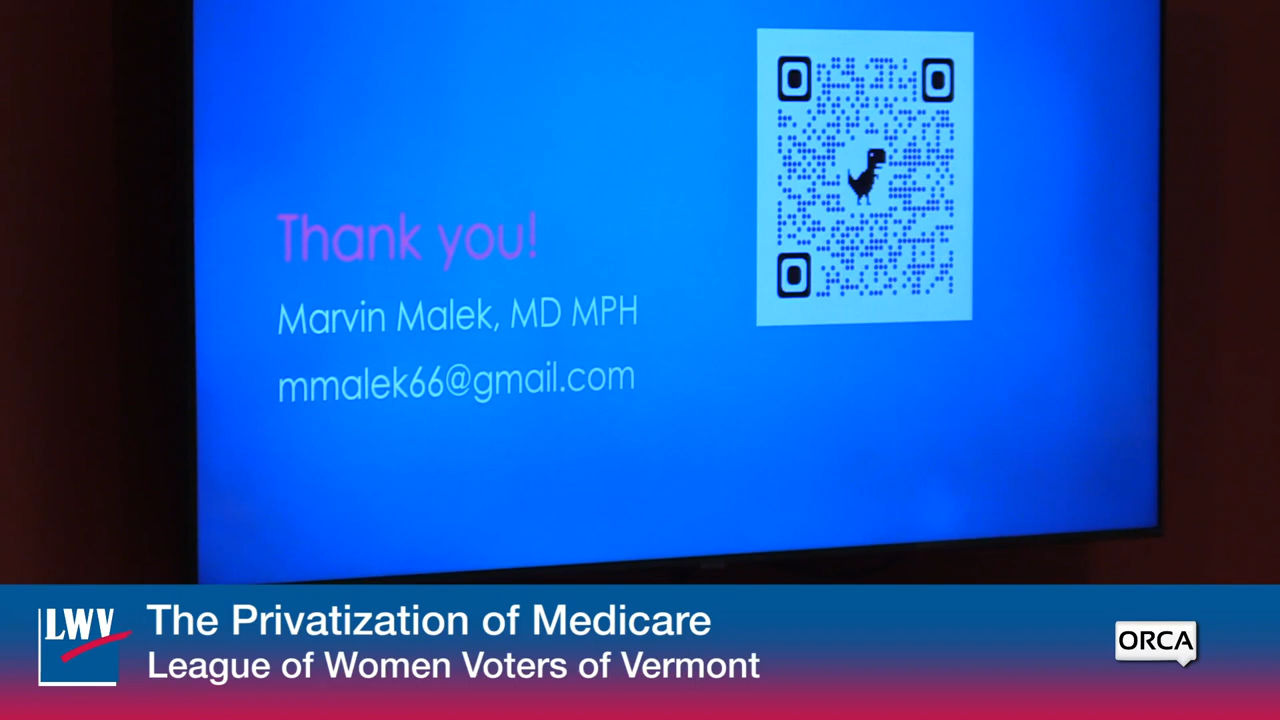 Thank you!
Marvin Malek, MD MPH
mmalek66@gmail.com
LWV
The Privatization of Medicare
League of Women Voters of Vermont
ORCA